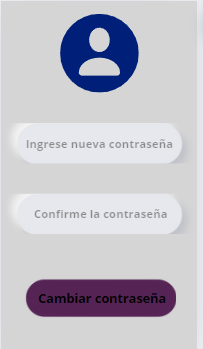 Ingrese nueva contraseña
Confirme la contraseña
Cambiar contraseña